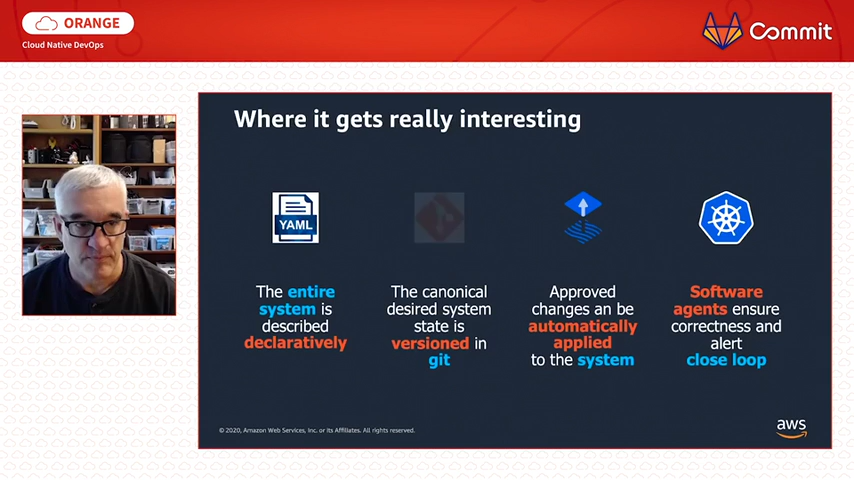 ORANGE
Cloud Native DevOps
Commit
Where it gets really interesting
YAML
The entire
system is
described
declaratively
The canonical
desired system
state is
versioned in
git
Approved
changes an be
automatically
applied
to the system
Software
agents ensure
correctness and
alert
close loop
© 2020, Amazon Web Services, Inc. or its Affiliates. All rights reserved.
aws